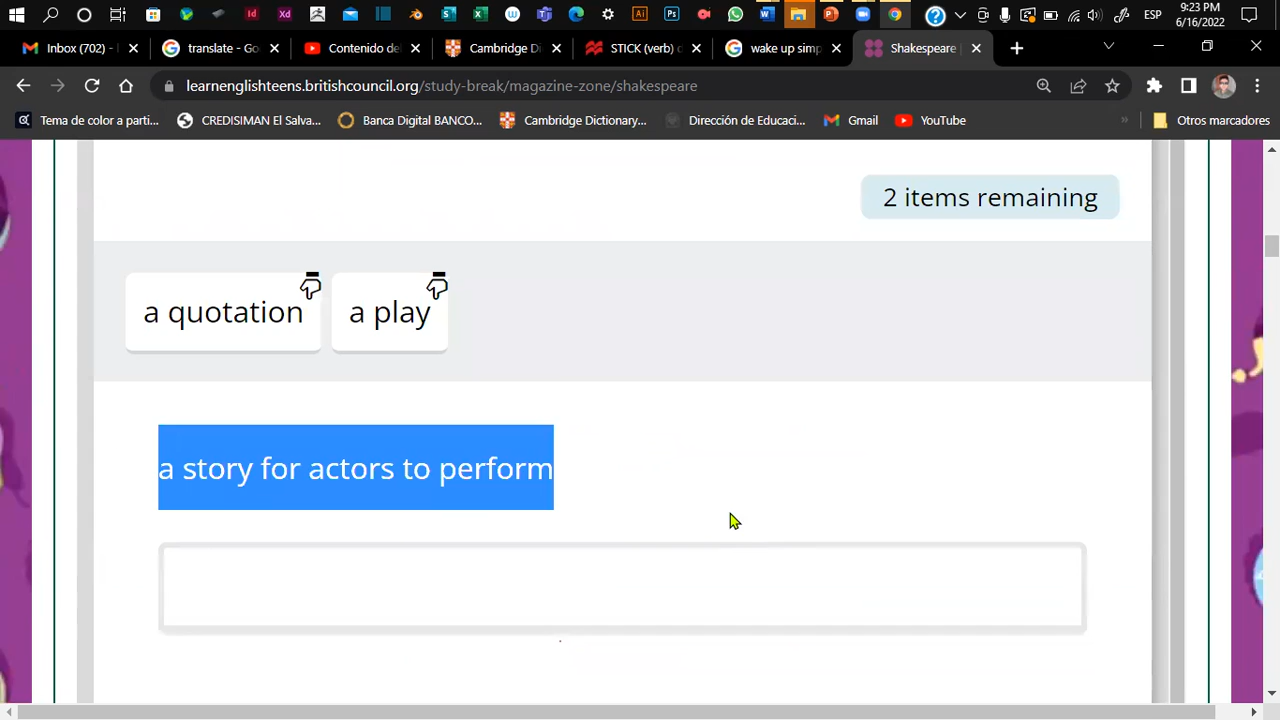 ESP
9:23 PM
6/16/2022
Inbox (702) -
translate - Goo
Contenido del
Cambridge Di
STICK (verb) c
wake up simp
Shakespeare
learnenglishteens.britishcouncil.org/study-break/magazine-zone/shakespeare
Tema de color a parti...
CREDISIMAN El Salva...
Banca Digital BANCO...
Cambridge Dictionary...
Dirección de Educaci...
Gmail
YouTube
»
Otros marcadores
2 items remaining
a quotation
a play
a story for actors to perform